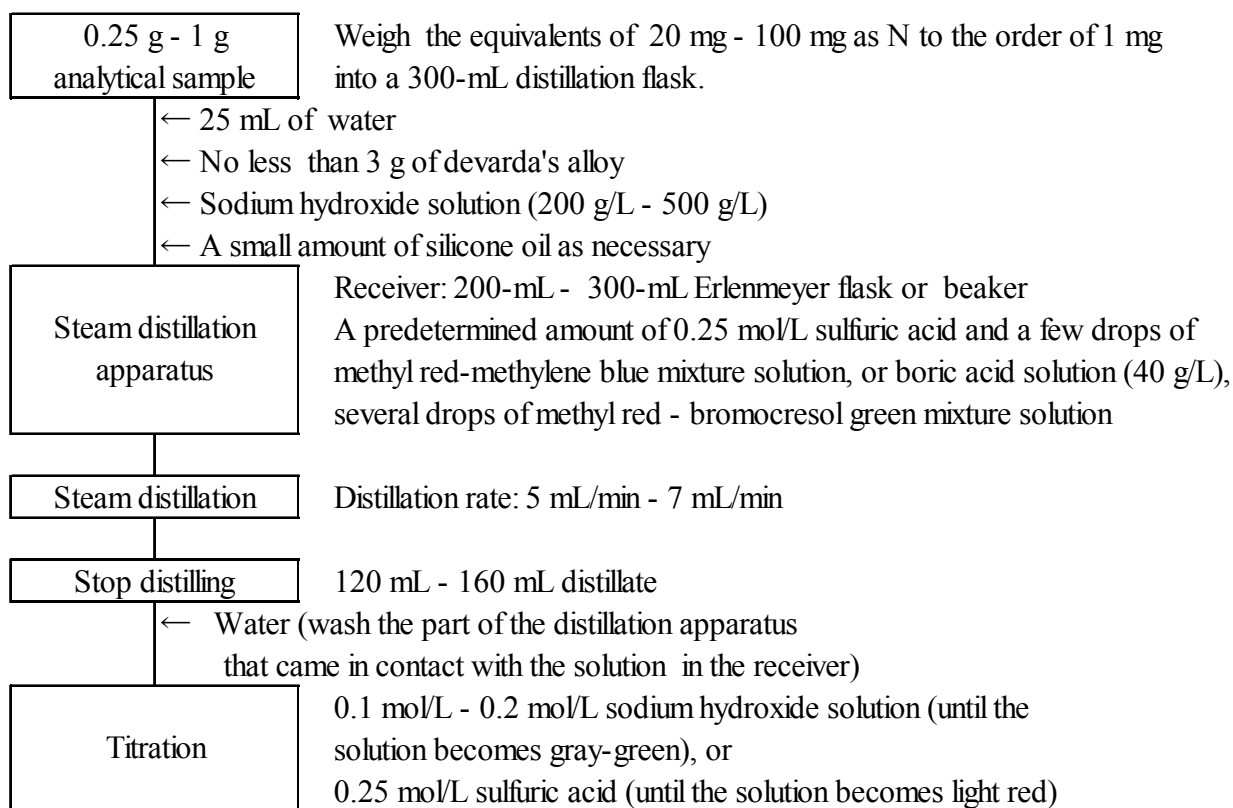 0.25 g - 1 g
analytical sample
Weigh the equivalents of 20 mg - 100 mg as N to the order of 1 mg
into a 300-mL distillation flask.
← 25 mL of water
← No less than 3 g of devarda's alloy
← Sodium hydroxide solution (200 g/L - 500 g/L)
← A small amount of silicone oil as necessary
Steam distillation
apparatus
Receiver: 200-mL - 300-mL Erlenmeyer flask or beaker
A predetermined amount of 0.25 mol/L sulfuric acid and a few drops of
methyl red-methylene blue mixture solution, or boric acid solution (40 g/L),
several drops of methyl red - bromocresol green mixture solution
Steam distillation
Distillation rate: 5 mL/min - 7 mL/min
Stop distilling
120 mL - 160 mL distillate
← Water (wash the part of the distillation apparatus
that came in contact with the solution in the receiver)
Titration
0.1 mol/L - 0.2 mol/L sodium hydroxide solution (until the
solution becomes gray-green), or
0.25 mol/L sulfuric acid (until the solution becomes light red)